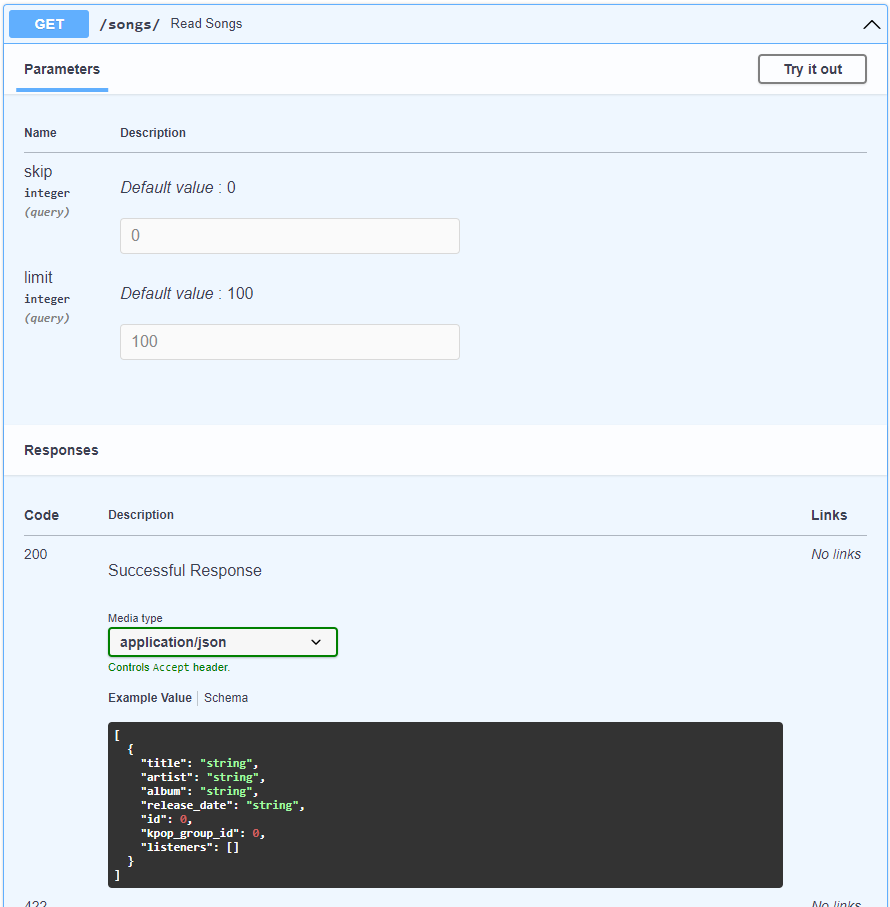 GET /songs/ Read Songs
Parameters
Try it out
Name Description
skip
integer
(query)
Default value : 0
0
limit
integer
(query)
Default value : 100
100
Responses
Code Description Links
200 No links
Successful Response
Media type
application/json
Controls Accept header.
Example Value Schema
[
{
"title": "string",
"artist": "string",
"album": "string",
"release_date": "string",
"id": 0,
"kpop_group_id": 0,
"listeners": []
}
]
422 No links